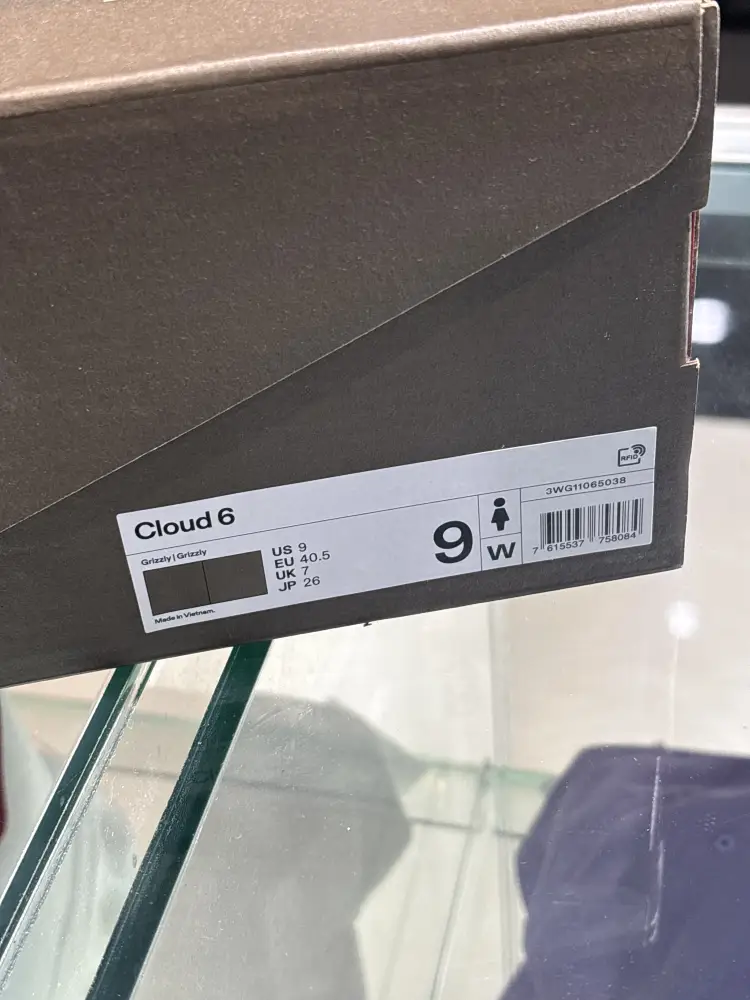 Cloud 6
Grizzly | Grizzly
US 9
EU 40.5
UK 7
JP 26
Made in Vietnam.
9
W
RFID
3WG11065038
7 615537 758084